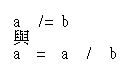 a /= b
與
a = a / b